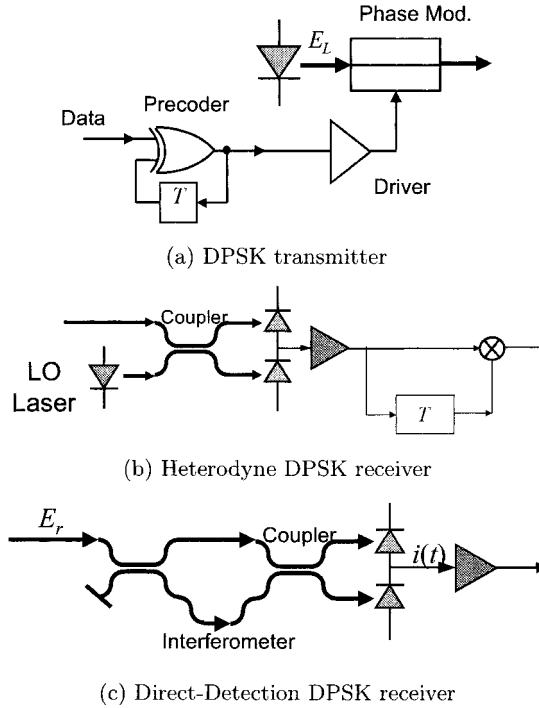 Phase Mod.
E_L
Precoder
Data
T
Driver
(a) DPSK transmitter
Coupler
LO
Laser
T
(b) Heterodyne DPSK receiver
E_r
Coupler
i(t)
Interferometer
(c) Direct-Detection DPSK receiver